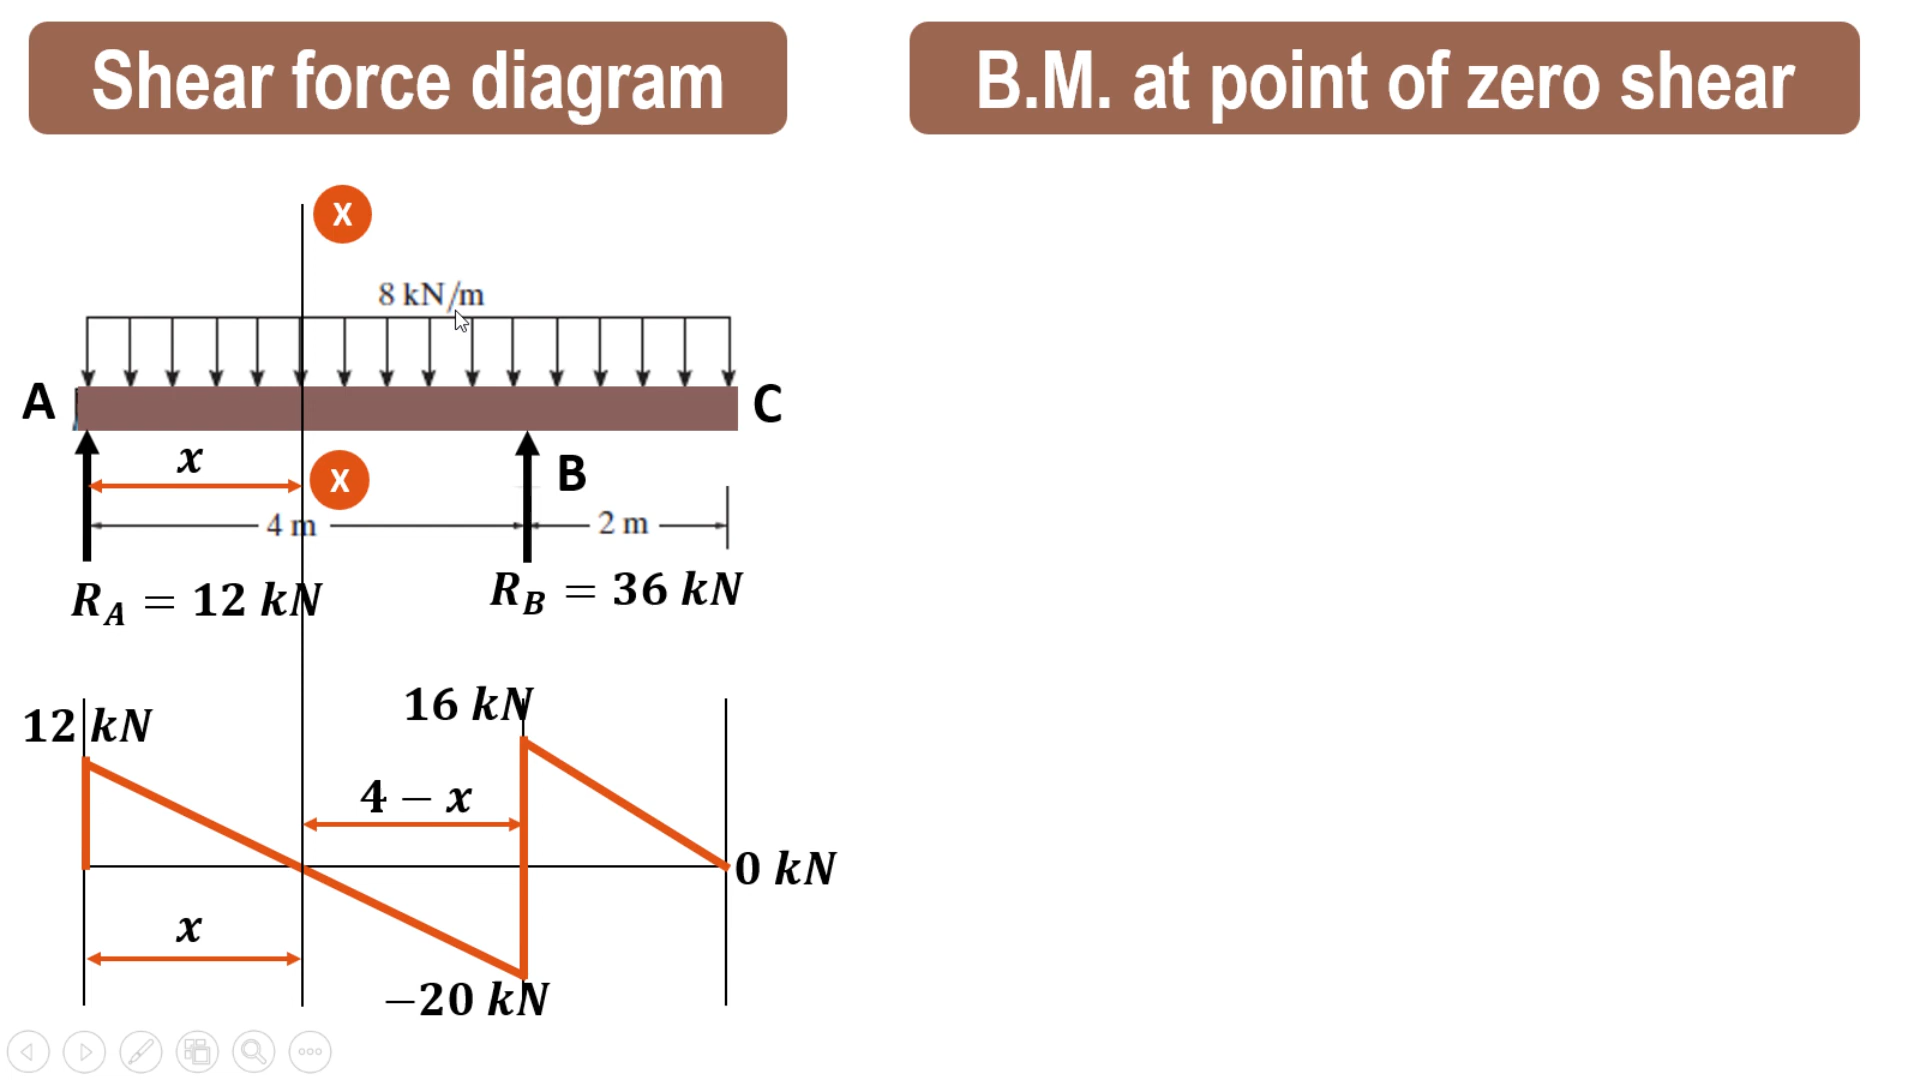 Shear force diagram
B.M. at point of zero shear
X
8 kN/m
A
C
x
X
B
4 m
2 m
R_A = 12 kN
R_B = 36 kN
12 kN
16 kN
4 − x
0 kN
x
−20 kN